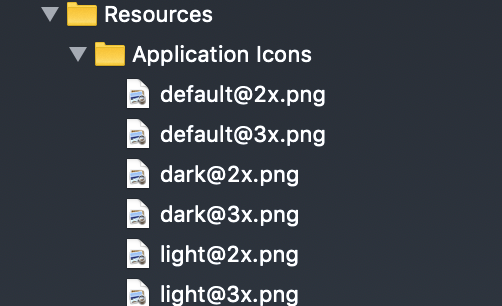 Resources
Application Icons
default@2x.png
default@3x.png
dark@2x.png
dark@3x.png
light@2x.png
light@3x.png